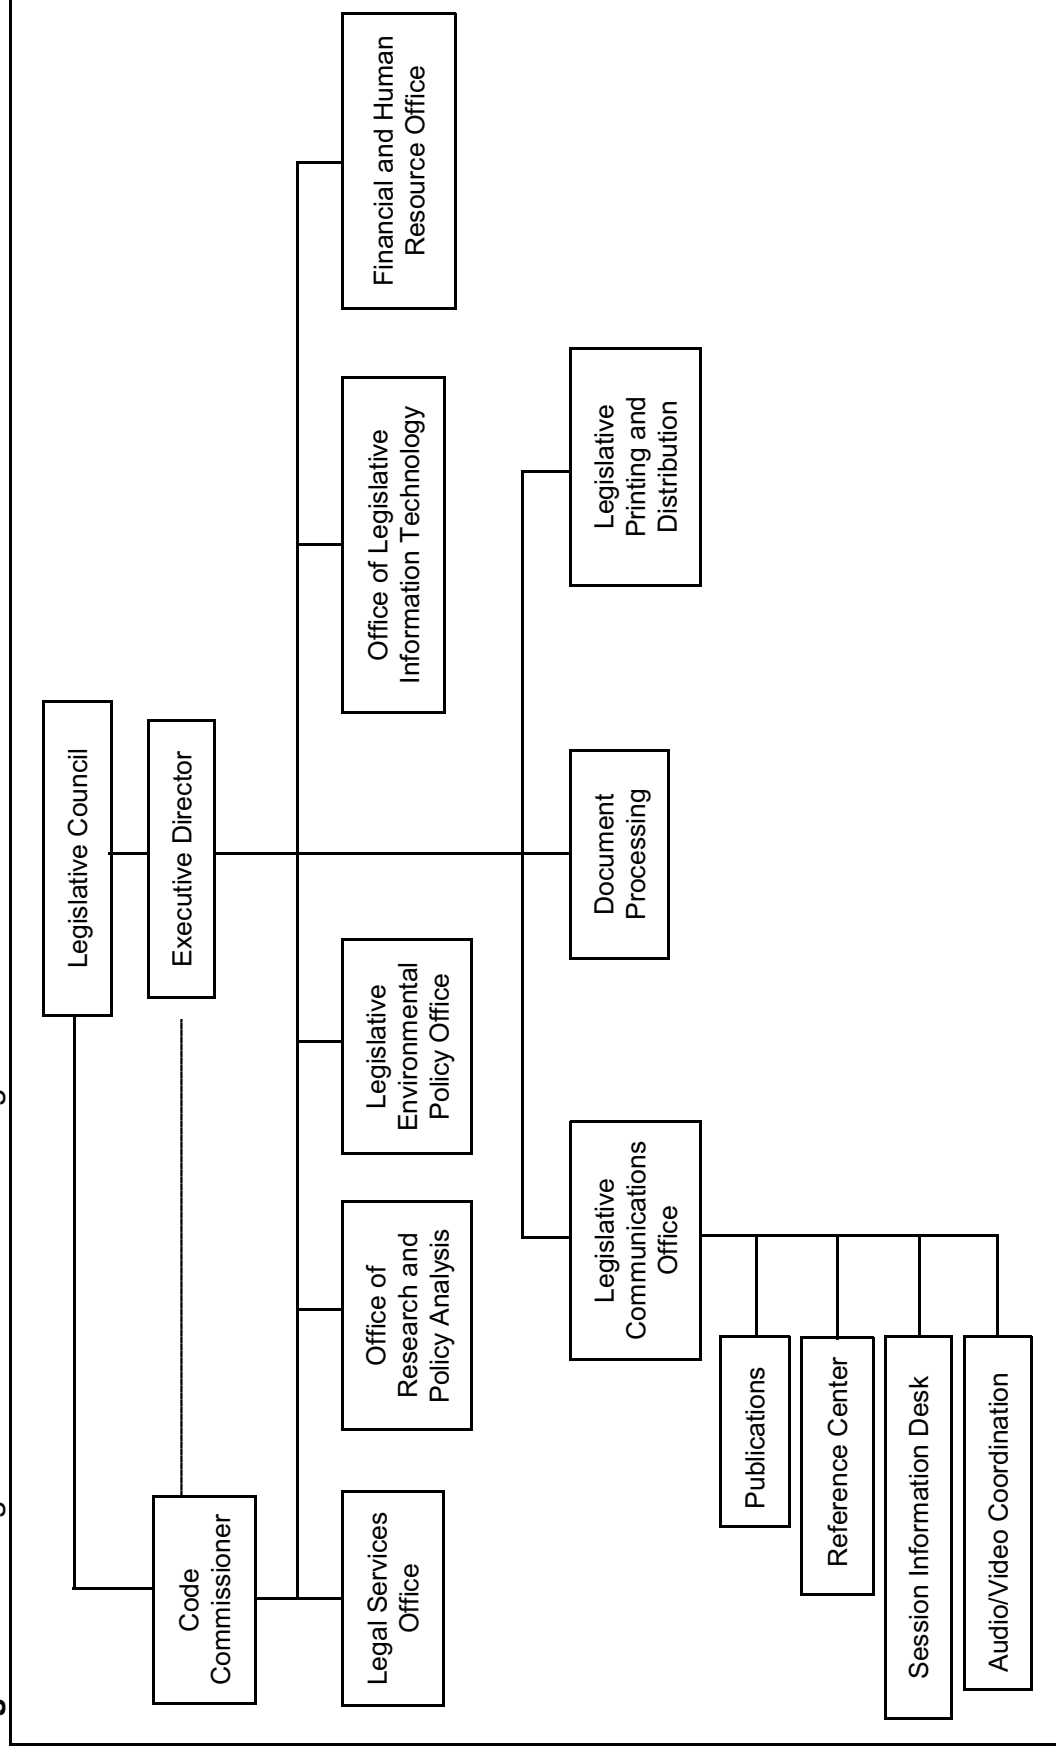 Legislative Council
Executive Director
Code
Commissioner
Legal Services
Office
Office of
Research and
Policy Analysis
Legislative
Environmental
Policy Office
Office of Legislative
Information Technology
Financial and Human
Resource Office
Legislative
Communications
Office
Document
Processing
Legislative
Printing and
Distribution
Publications
Reference Center
Session Information Desk
Audio/Video Coordination